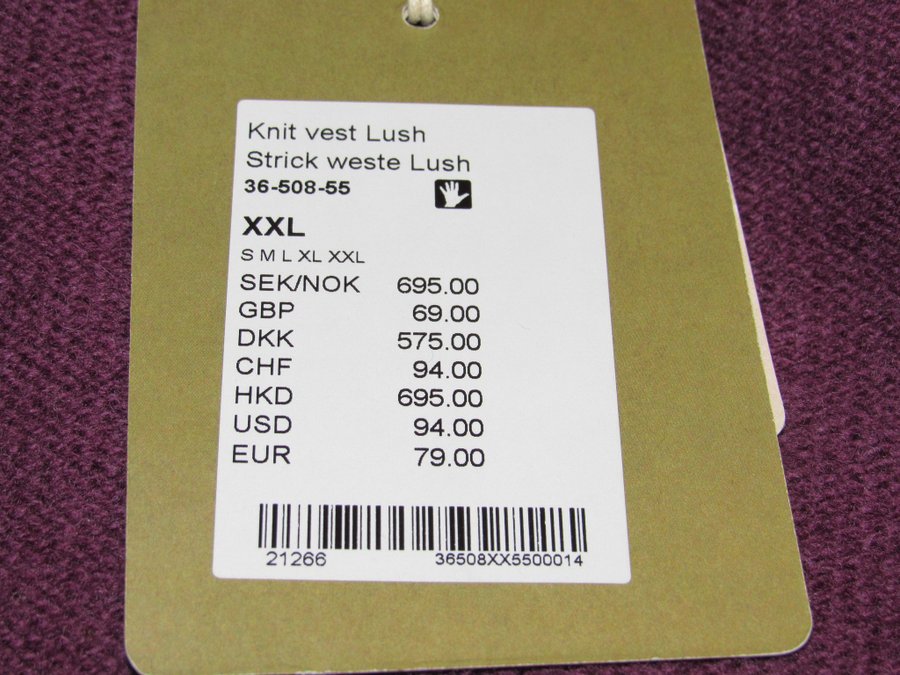 Knit vest Lush
Strick weste Lush
36-508-55
XXL
S M L XL XXL
SEK/NOK 695.00
GBP 69.00
DKK 575.00
CHF 94.00
HKD 695.00
USD 94.00
EUR 79.00
21266 36508XX5500014